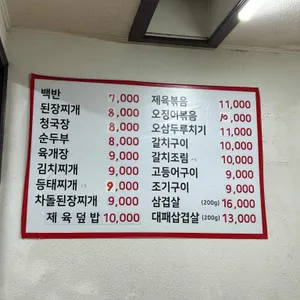 백반 7,000
된장찌개 8,000
청국장 8,000
순두부 8,000
육개장 9,000
김치찌개 9,000
동태찌개 9,000
차돌된장찌개 9,000
제육덮밥 10,000
제육볶음 11,000
오징어볶음 10,000
오삼두루치기 11,000
갈치구이 10,000
갈치조림 10,000
고등어구이 9,000
조기구이 9,000
삼겹살 (200g) 16,000
대패삼겹살 (200g) 13,000